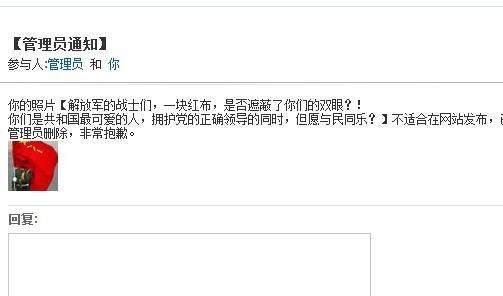 【管理员通知】
参与人:管理员 和 你
你的照片【解放军的战士们，一块红布，是否遮蔽了你们的双眼？！
你们是共和国最可爱的人，拥护党的正确领导的同时，但愿与民同乐？】不适合在网站发布，
管理员删除，非常抱歉。
回复: